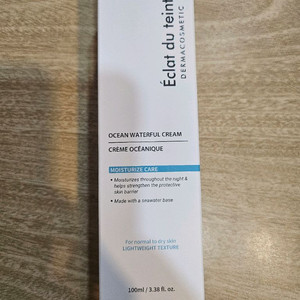 Éclat du teint
DERMACOSMETIC
OCEAN WATERFUL CREAM
CRÈME OCÉANIQUE
MOISTURIZE CARE
• Moisturizes throughout the night &
helps strengthen the protective
skin barrier
• Made with a seawater base
For normal to dry skin
LIGHTWEIGHT TEXTURE
100ml / 3.38 fl. oz.